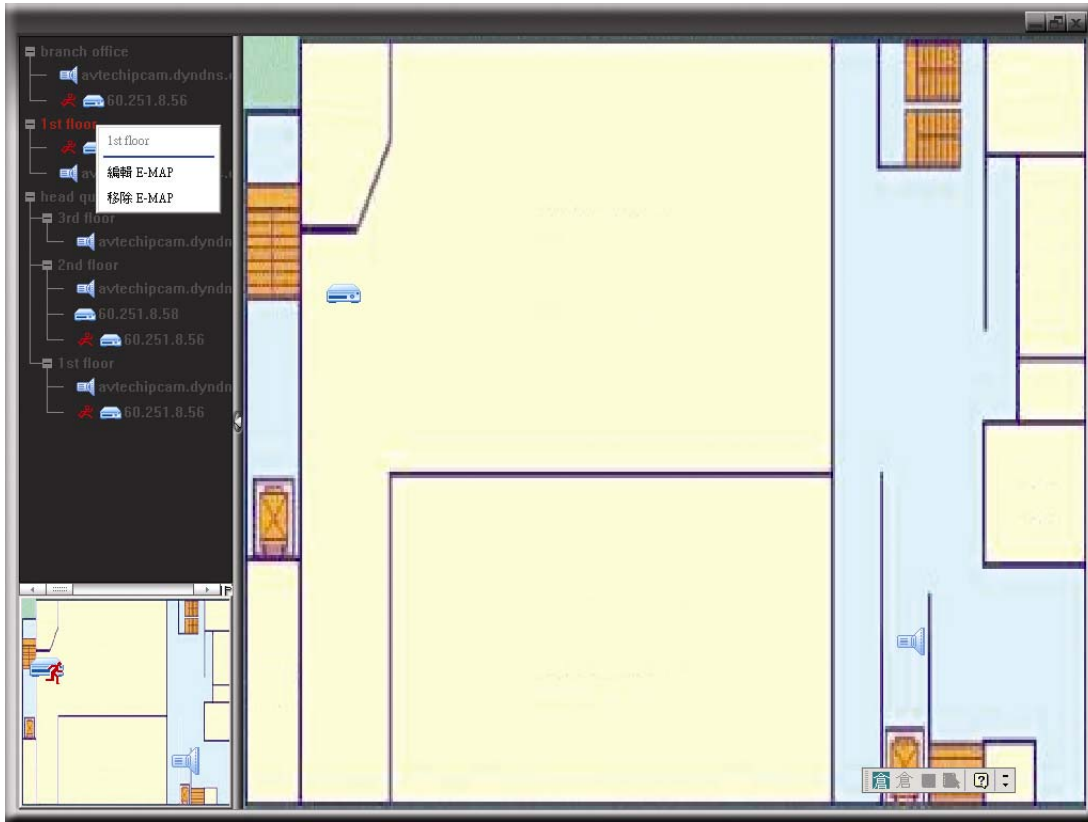 branch office
avtechipcam.dyndns.
60.251.8.56
1st floor
1st floor
編輯 E-MAP
移除 E-MAP
head qu
3rd floor
avtechipcam.dyndn
2nd floor
avtechipcam.dyndn
60.251.8.58
60.251.8.56
1st floor
avtechipcam.dyndn
60.251.8.56
倉 倉